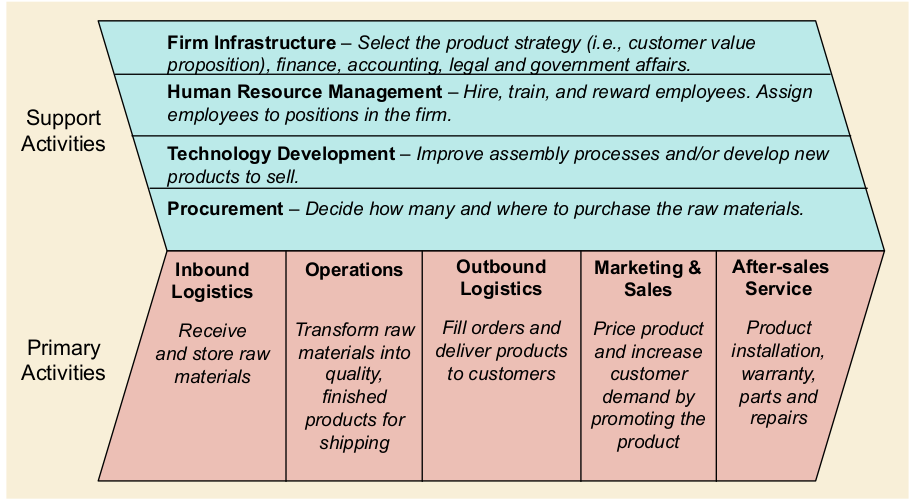 Support
Activities
Firm Infrastructure – Select the product strategy (i.e., customer value
proposition), finance, accounting, legal and government affairs.
Human Resource Management – Hire, train, and reward employees. Assign
employees to positions in the firm.
Technology Development – Improve assembly processes and/or develop new
products to sell.
Procurement – Decide how many and where to purchase the raw materials.
Primary
Activities
Inbound
Logistics
Receive
and store raw
materials
Operations
Transform raw
materials into
quality,
finished
products for
shipping
Outbound
Logistics
Fill orders and
deliver products
to customers
Marketing &
Sales
Price product
and increase
customer
demand by
promoting the
product
After-sales
Service
Product
installation,
warranty,
parts and
repairs